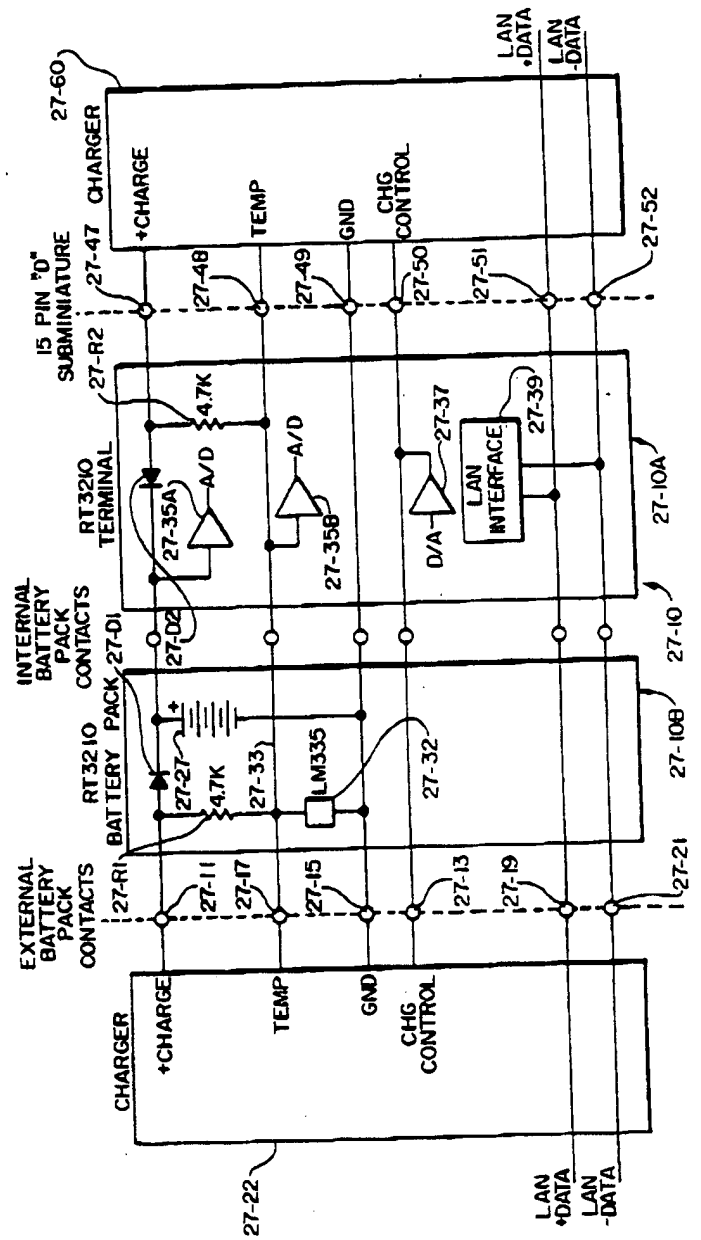 EXTERNAL
BATTERY
PACK
CONTACTS
INTERNAL
BATTERY
PACK
CONTACTS
15 PIN "D"
SUBMINIATURE
CHARGER
27-22
+CHARGE
TEMP
GND
CHG
CONTROL
LAN
+DATA
LAN
-DATA
27-11
27-17
27-15
27-13
27-19
27-21
RT3210
BATTERY PACK
27-R1
27-D1
27-27
+
4.7K
27-33
LM335
27-32
27-10B
RT3210
TERMINAL
27-D2
27-R2
4.7K
27-35A
A/D
A/D
27-35B
D/A
27-37
LAN
INTERFACE
27-39
27-10
27-10A
27-47
27-48
27-49
27-50
27-51
27-52
CHARGER
27-60
+CHARGE
TEMP
GND
CHG
CONTROL
LAN
+DATA
LAN
-DATA